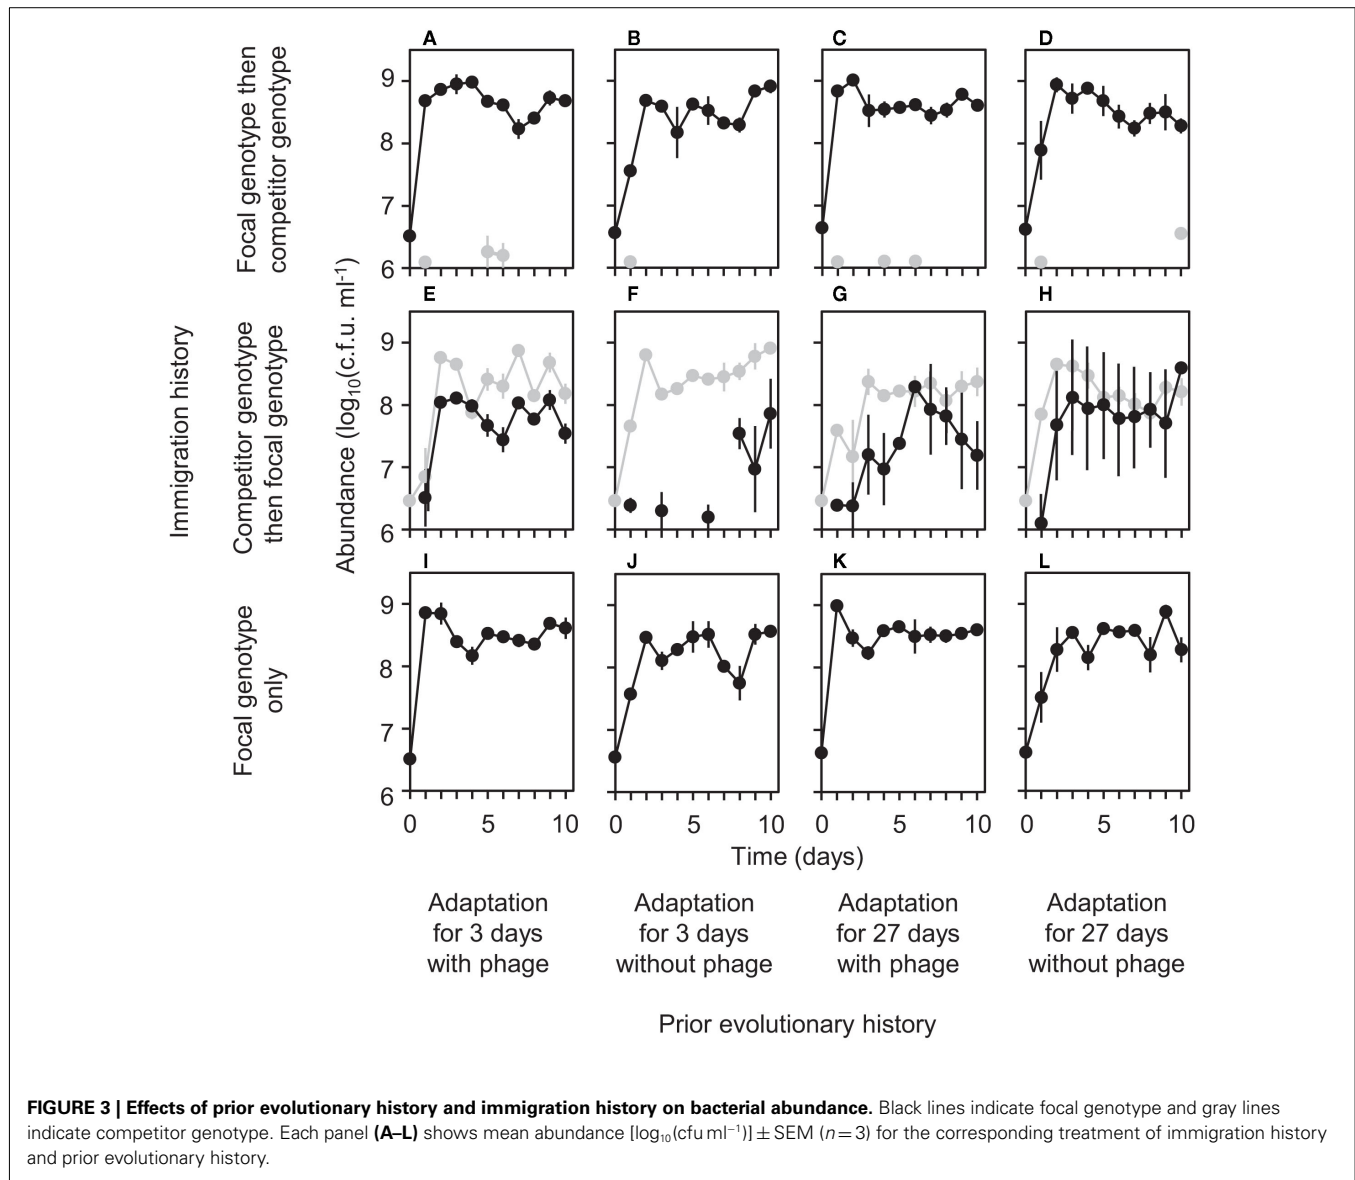 A
B
C
D
Focal genotype then
competitor genotype
9
8
7
6
E
F
G
H
Immigration history
Competitor genotype
then focal genotype
Abundance (log₁₀(c.f.u. ml⁻¹)
9
8
7
6
I
J
K
L
Focal genotype
only
9
8
7
6
0 5 10 0 5 10 0 5 10 0 5 10
Time (days)
Adaptation
for 3 days
with phage
Adaptation
for 3 days
without phage
Adaptation
for 27 days
with phage
Adaptation
for 27 days
without phage
Prior evolutionary history
FIGURE 3 | Effects of prior evolutionary history and immigration history on bacterial abundance. Black lines indicate focal genotype and gray lines
indicate competitor genotype. Each panel (A–L) shows mean abundance [log₁₀(cfu ml⁻¹)] ± SEM (n = 3) for the corresponding treatment of immigration history
and prior evolutionary history.